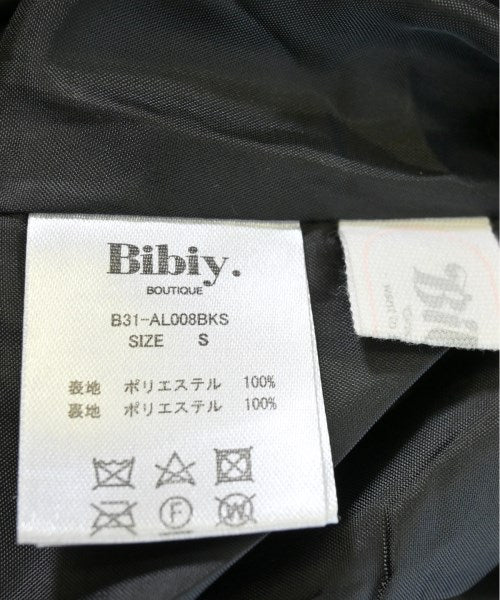 Bibiy.
BOUTIQUE
B31-AL008BKS
SIZE S
表地 ポリエステル 100%
裏地 ポリエステル 100%
F W